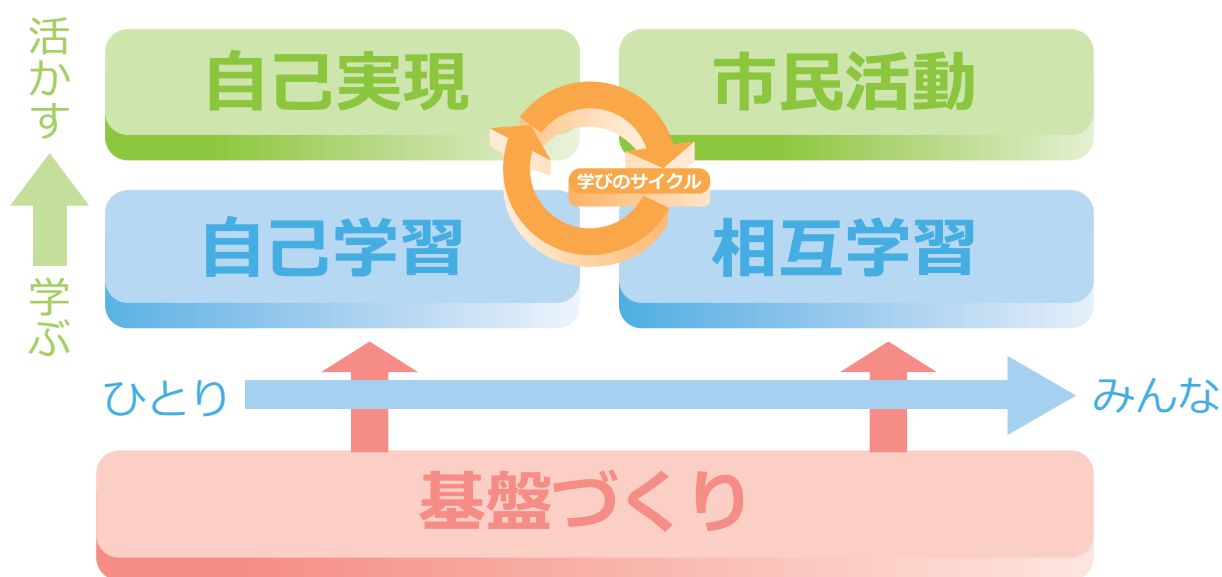 活かす
自己実現
市民活動
学びのサイクル
自己学習
相互学習
学ぶ
ひとり
みんな
基盤づくり